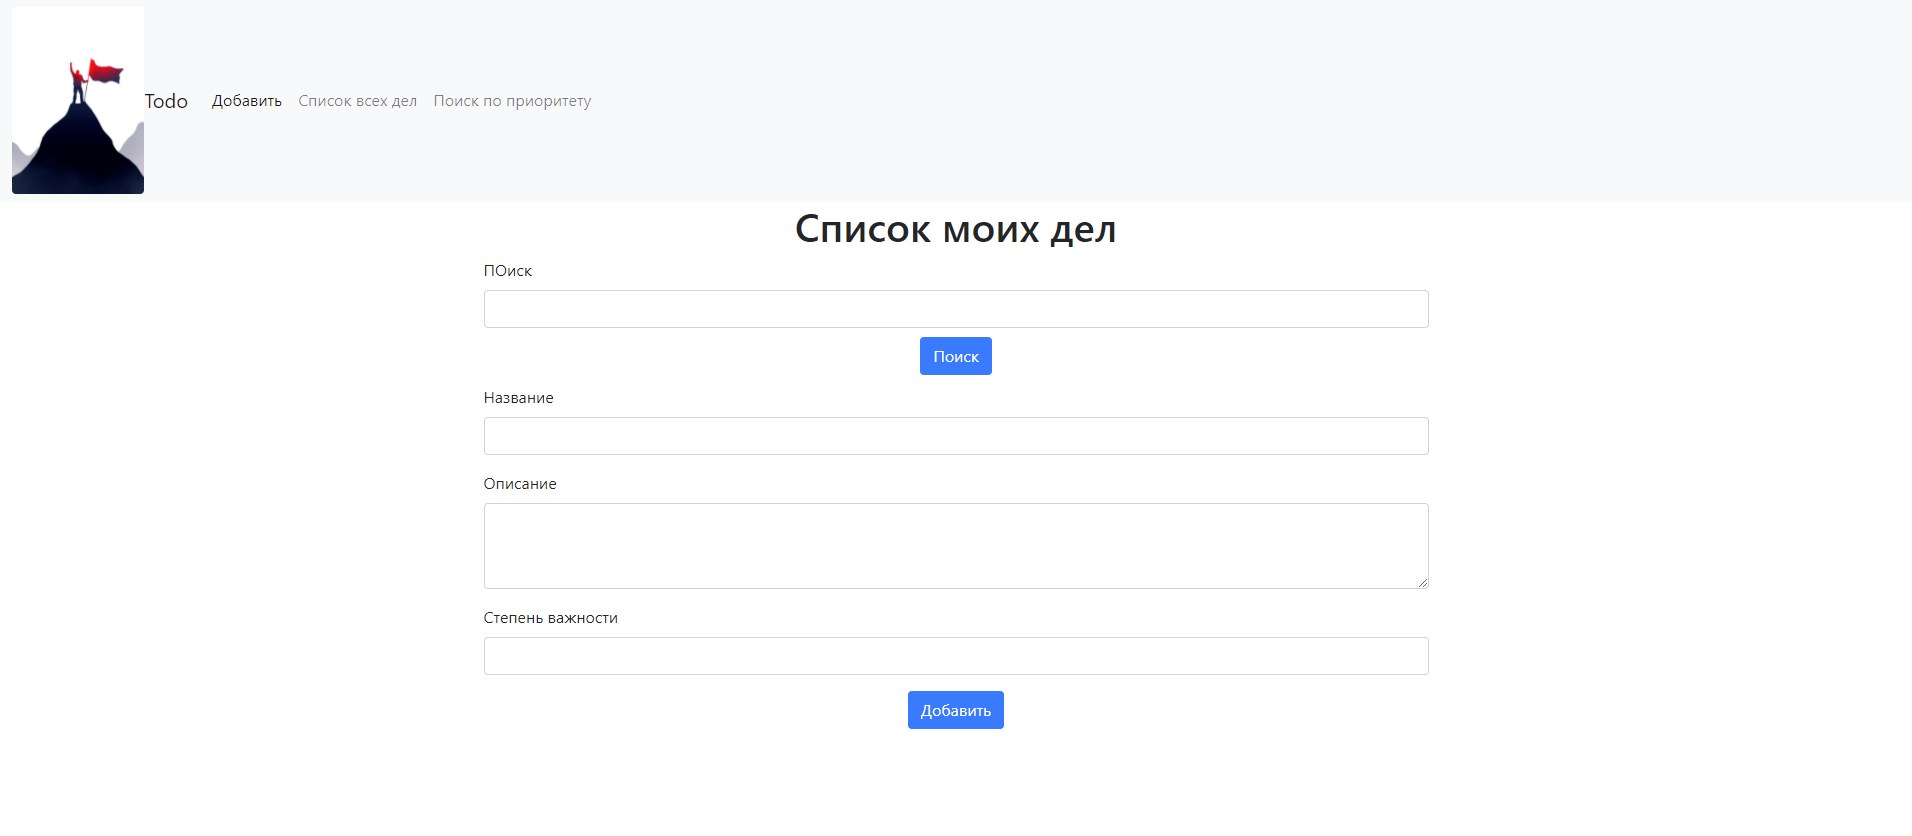 Todo Добавить Список всех дел Поиск по приоритету
Список моих дел
ПОиск
Поиск
Название
Описание
Степень важности
Добавить